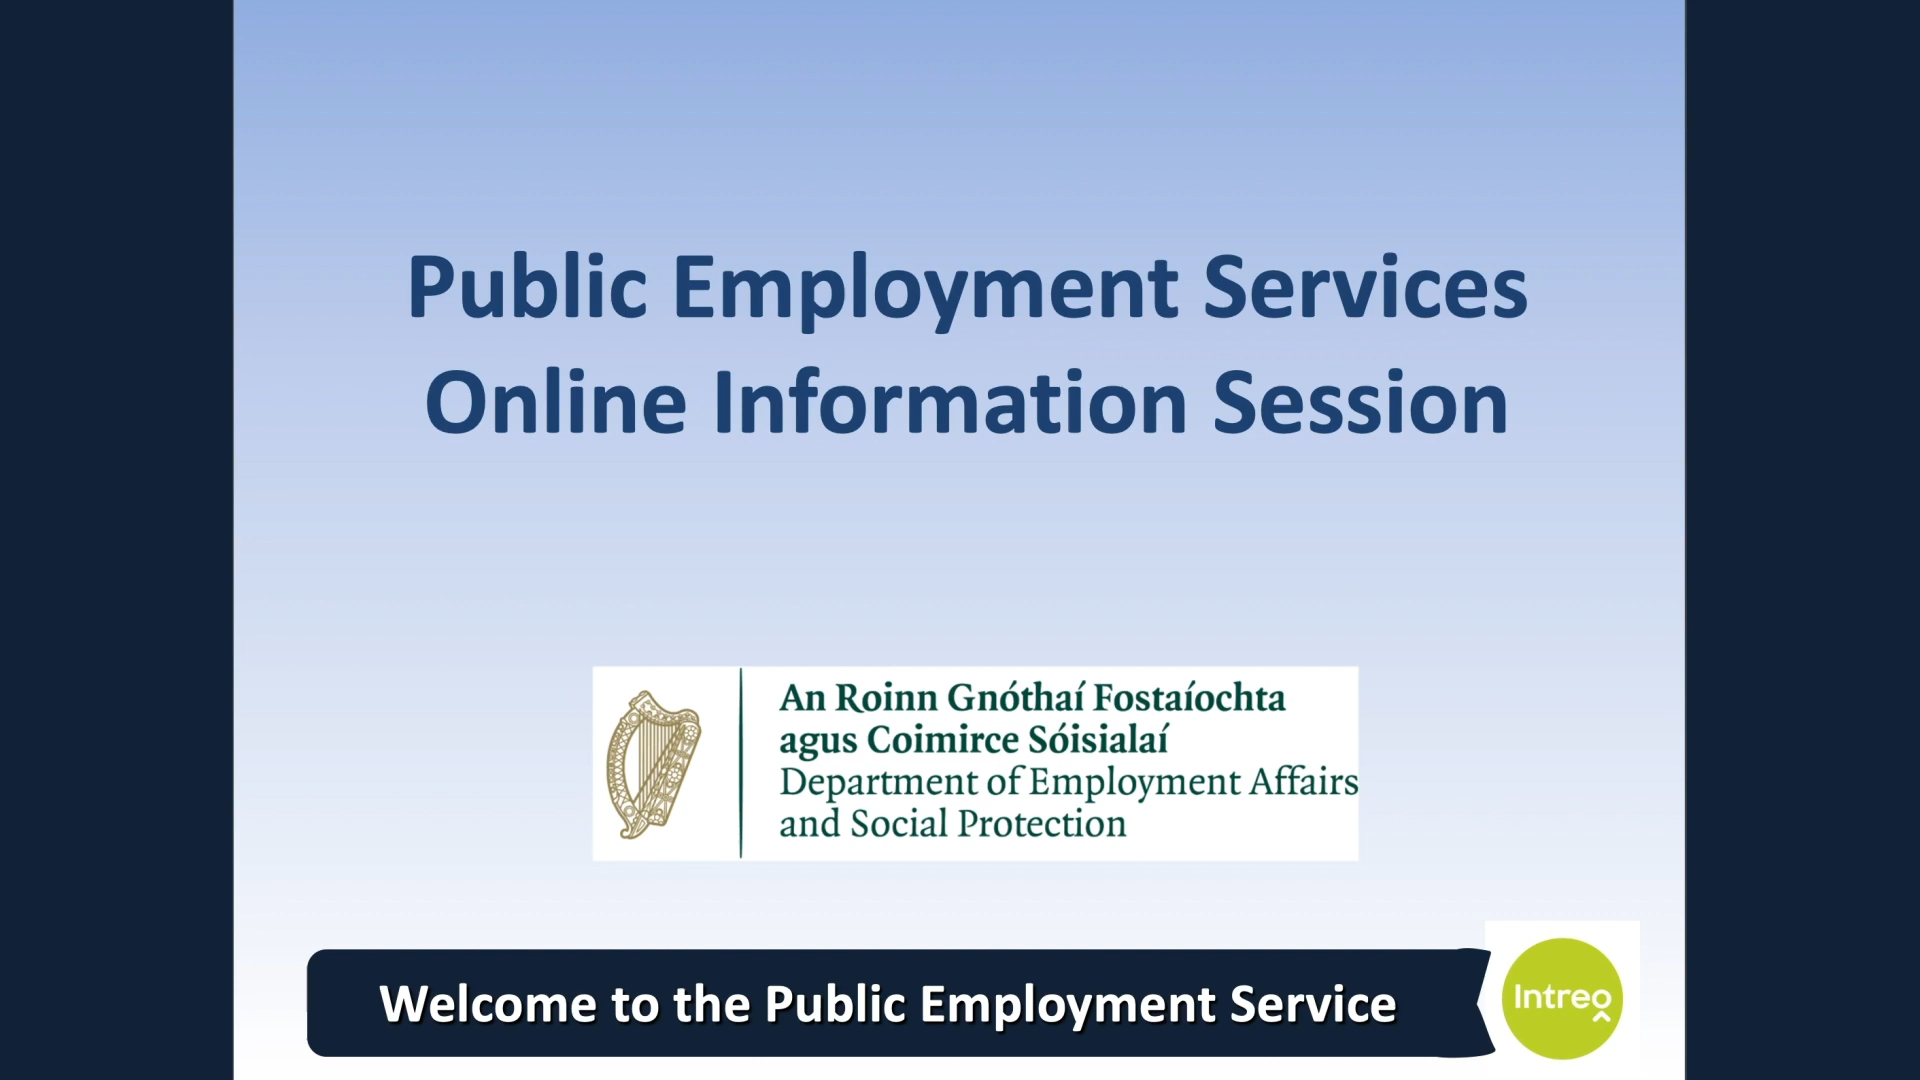 Public Employment Services
Online Information Session
An Roinn Gnóthaí Fostaíochta
agus Coimirce Sóisialaí
Department of Employment Affairs
and Social Protection
Welcome to the Public Employment Service
Intreo